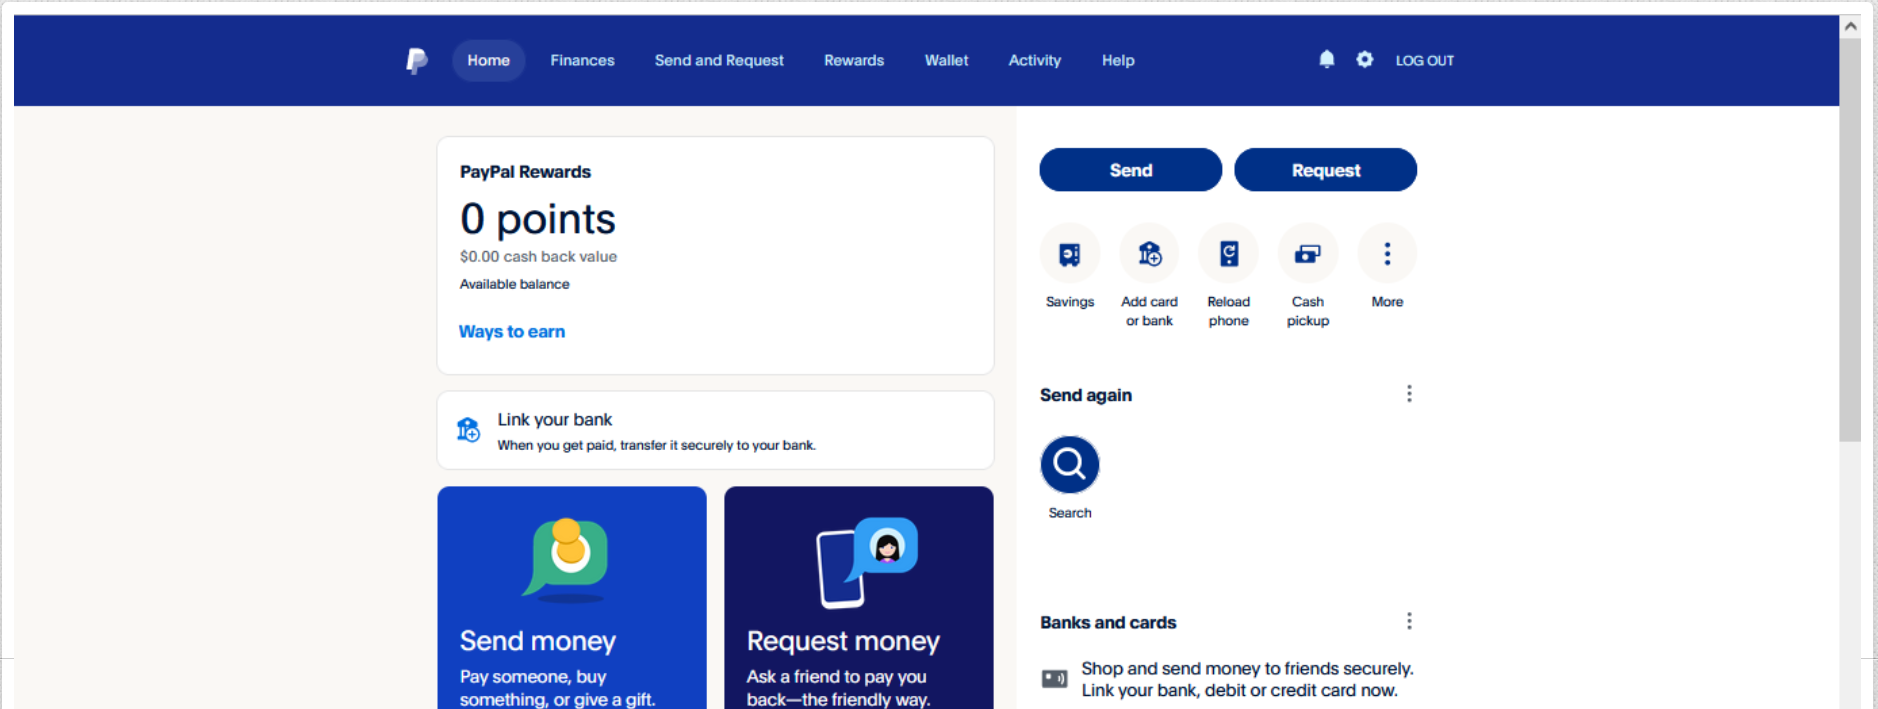 Home Finances Send and Request Rewards Wallet Activity Help LOG OUT
PayPal Rewards
0 points
$0.00 cash back value
Available balance
Ways to earn
Link your bank
When you get paid, transfer it securely to your bank.
Send money
Pay someone, buy
something, or give a gift.
Request money
Ask a friend to pay you
back—the friendly way.
Send Request
Savings
Add card
or bank
Reload
phone
Cash
pickup
More
Send again
Search
Banks and cards
Shop and send money to friends securely.
Link your bank, debit or credit card now.